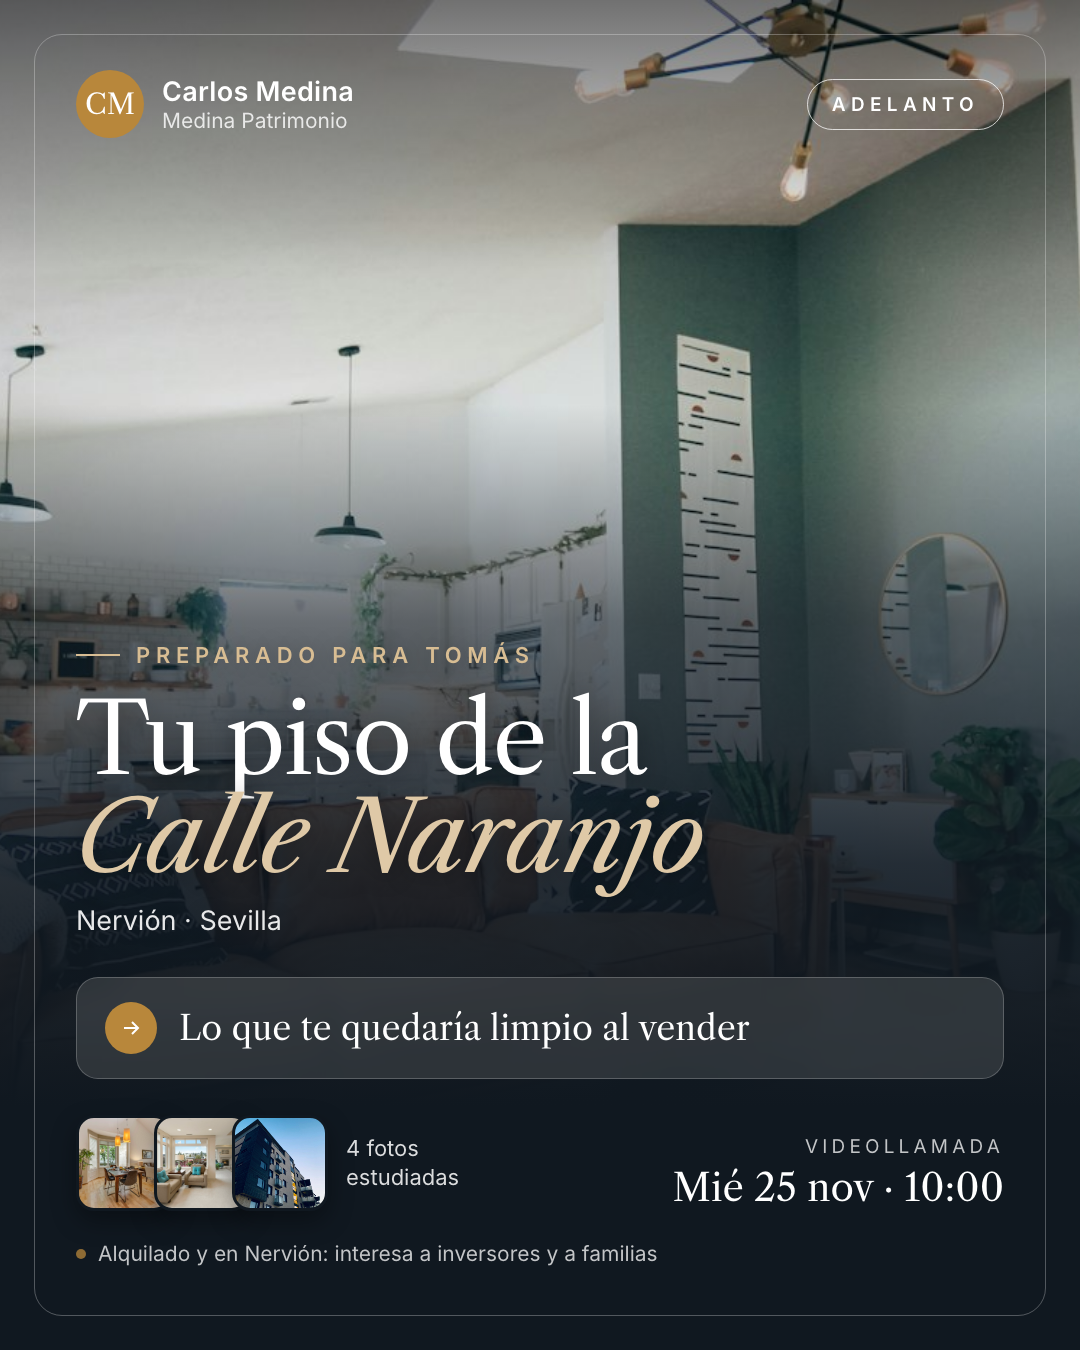 CM
Carlos Medina
Medina Patrimonio
ADELANTO
PREPARADO PARA TOMÁS
Tu piso de la
Calle Naranjo
Nervión · Sevilla
→ Lo que te quedaría limpio al vender
4 fotos
estudiadas
VIDEOLLAMADA
Mié 25 nov · 10:00
Alquilado y en Nervión: interesa a inversores y a familias